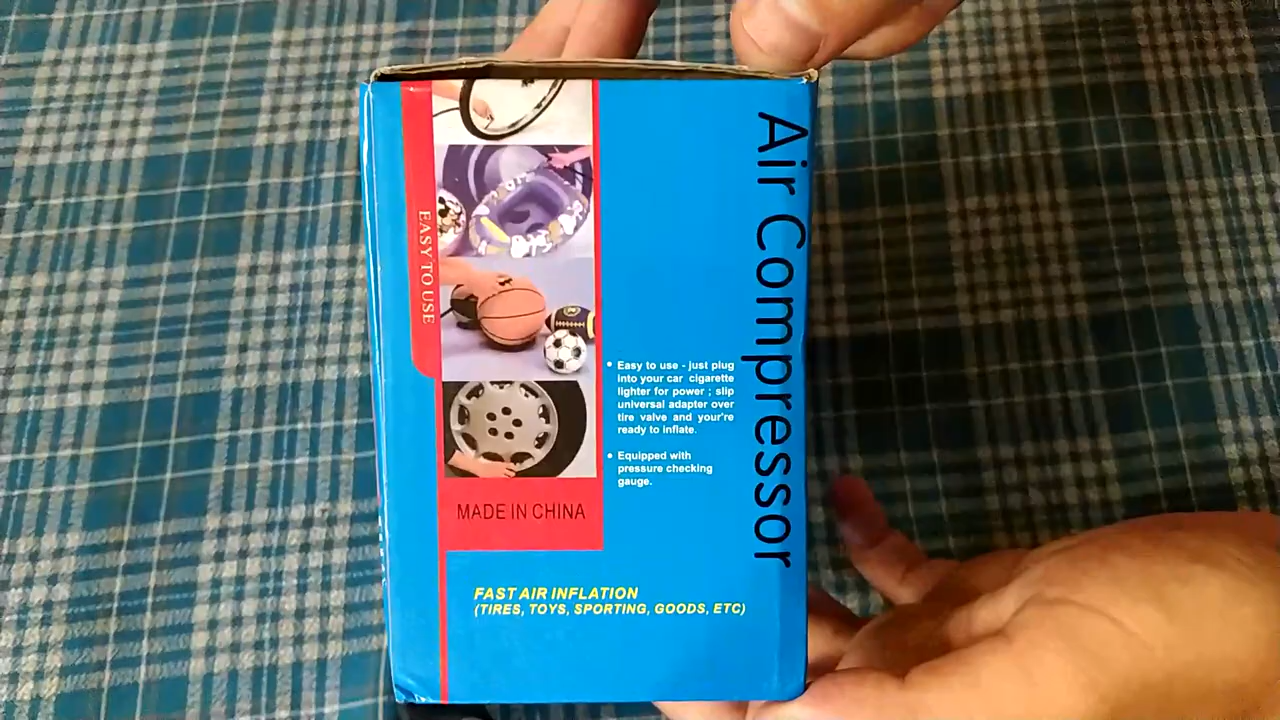 Air Compressor
EASY TO USE
• Easy to use - just plug
into your car cigarette
lighter for power ; slip
universal adapter over
tire valve and your're
ready to inflate.
• Equipped with
pressure checking
gauge.
MADE IN CHINA
FAST AIR INFLATION
(TIRES, TOYS, SPORTING, GOODS, ETC)